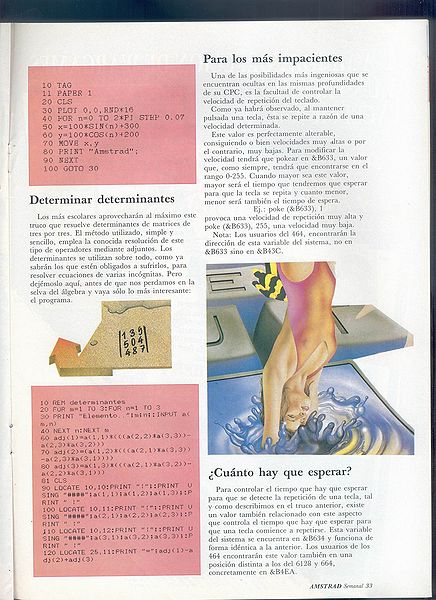 10 TAG
11 PAPER 1
20 CLS
30 PLOT 0,0,RND*16
40 FOR n=0 TO 2*PI STEP 0.07
50 x=100*SIN(n)+300
60 y=100*COS(n)+200
70 MOVE x,y
80 PRINT "Amstrad";
90 NEXT
100 GOTO 30
Determinar determinantes
Los más escolares aprovecharán al máximo este
truco que resuelve determinantes de matrices de
tres por tres. El método utilizado, simple y
sencillo, emplea la conocida resolución de este
tipo de operadores mediante adjuntos. Los
determinantes se utilizan sobre todo, como ya
sabrán los que estén obligados a sufrirlos, para
resolver ecuaciones de varias incógnitas. Pero
dejémoslo aquí, antes de que nos perdamos en la
selva del álgebra y vaya sólo lo más interesante:
el programa.
10 REM determinantes
20 FOR m=1 TO 3:FOR n=1 TO 3
30 PRINT "Elemento..";m;n;:INPUT a(
m,n)
40 NEXT n:NEXT m
81 CLS
Para los más impacientes
Una de las posibilidades más ingeniosas que se
encuentran ocultas en las mismas profundidades
de su CPC, es la facultad de controlar la
velocidad de repetición del teclado.
Como ya habrá observado, al mantener
pulsada una tecla, ésta se repite a razón de una
velocidad determinada.
Este valor es perfectamente alterable,
consiguiendo o bien velocidades muy altas o por
el contrario, muy bajas. Para modificar la
velocidad tendrá que pokear en &B633, un valor
que, como siempre, tendrá que encontrarse en el
rango 0-255. Cuando mayor sea este valor,
mayor será el tiempo que tendremos que esperar
para que la tecla se repita y cuanto menor,
menor será también el tiempo de espera.
Ej.: poke (&B633), 1
provoca una velocidad de repetición muy alta y
poke (&B633), 255, una velocidad muy baja.
Nota: Los usuarios del 464, encontrarán la
dirección de esta variable del sistema, no en
&B633 sino en &B43C.
¿Cuánto hay que esperar?
Para controlar el tiempo que hay que esperar
para que se detecte la repetición de una tecla, tal
y como describimos en el truco anterior, existe
un valor también relacionado con este aspecto
que controla el tiempo que hay que esperar para
que una tecla comience a repetirse. Esta variable
del sistema se encuentra en &B634 y funciona de
forma idéntica a la anterior. Los usuarios de los
464 encontrarán este valor también en una
posición distinta a los del 6128 y 664,
concretamente en &B4EA.
AMSTRAD Semanal 33